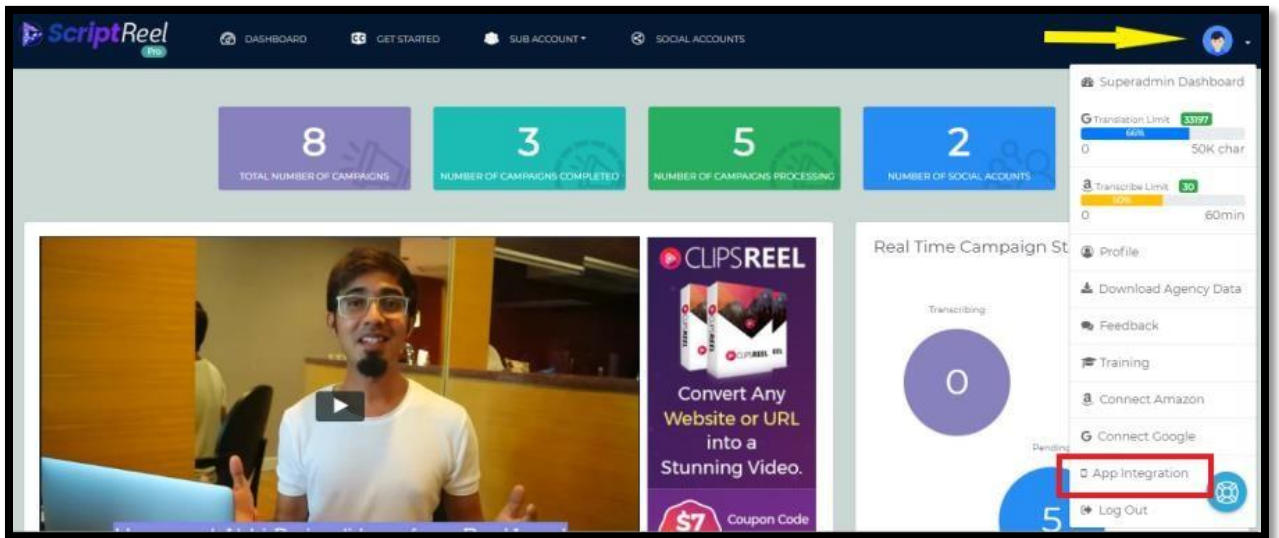 ScriptReel
Pro
DASHBOARD
CC GET STARTED
SUB ACCOUNT
SOCIAL ACCOUNTS
8
TOTAL NUMBER OF CAMPAIGNS
3
NUMBER OF CAMPAIGNS COMPLETED
5
NUMBER OF CAMPAIGNS PROCESSING
2
NUMBER OF SOCIAL ACOUNTS
CLIPSREEL
Convert Any
Website or URL
into a
Stunning Video.
$7
Coupon Code
Real Time Campaign St
Transcribing
0
Pending
5
Superadmin Dashboard
G Translation Limit 33197
66%
0 50K char
a Transcribe Limit 30
50%
0 60min
Profile
Download Agency Data
Feedback
Training
a Connect Amazon
G Connect Google
App Integration
Log Out